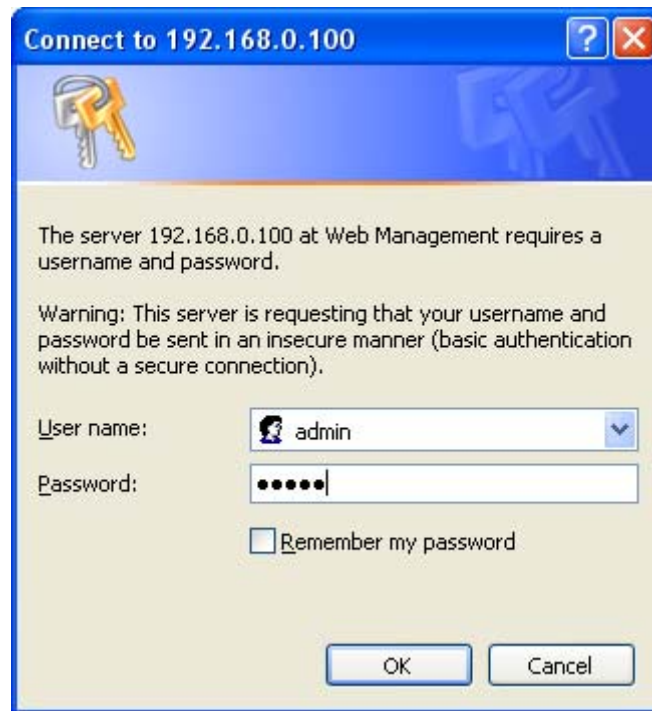 Connect to 192.168.0.100
The server 192.168.0.100 at Web Management requires a
username and password.
Warning: This server is requesting that your username and
password be sent in an insecure manner (basic authentication
without a secure connection).
User name:
admin
Password:
•••••
Remember my password
OK
Cancel